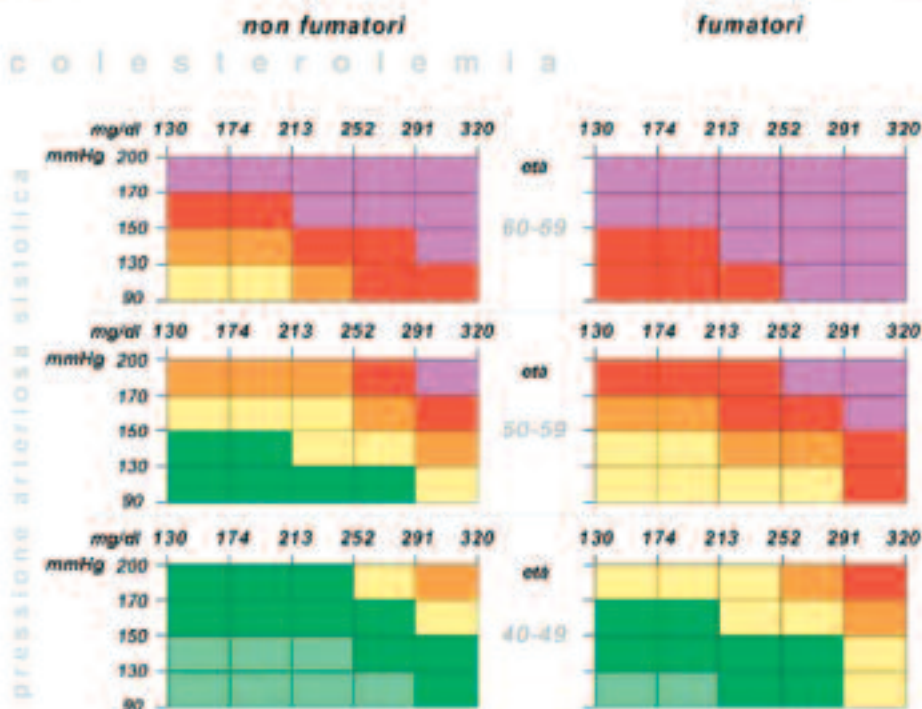 non fumatori fumatori
colesterolemia
mg/dl 130 174 213 252 291 320 130 174 213 252 291 320
mmHg 200 età
170
150 60-69
130
90
mg/dl 130 174 213 252 291 320 130 174 213 252 291 320
mmHg 200 età
170
150 50-59
130
90
mg/dl 130 174 213 252 291 320 130 174 213 252 291 320
mmHg 200 età
170
150 40-49
130
90
pressione arteriosa sistolica